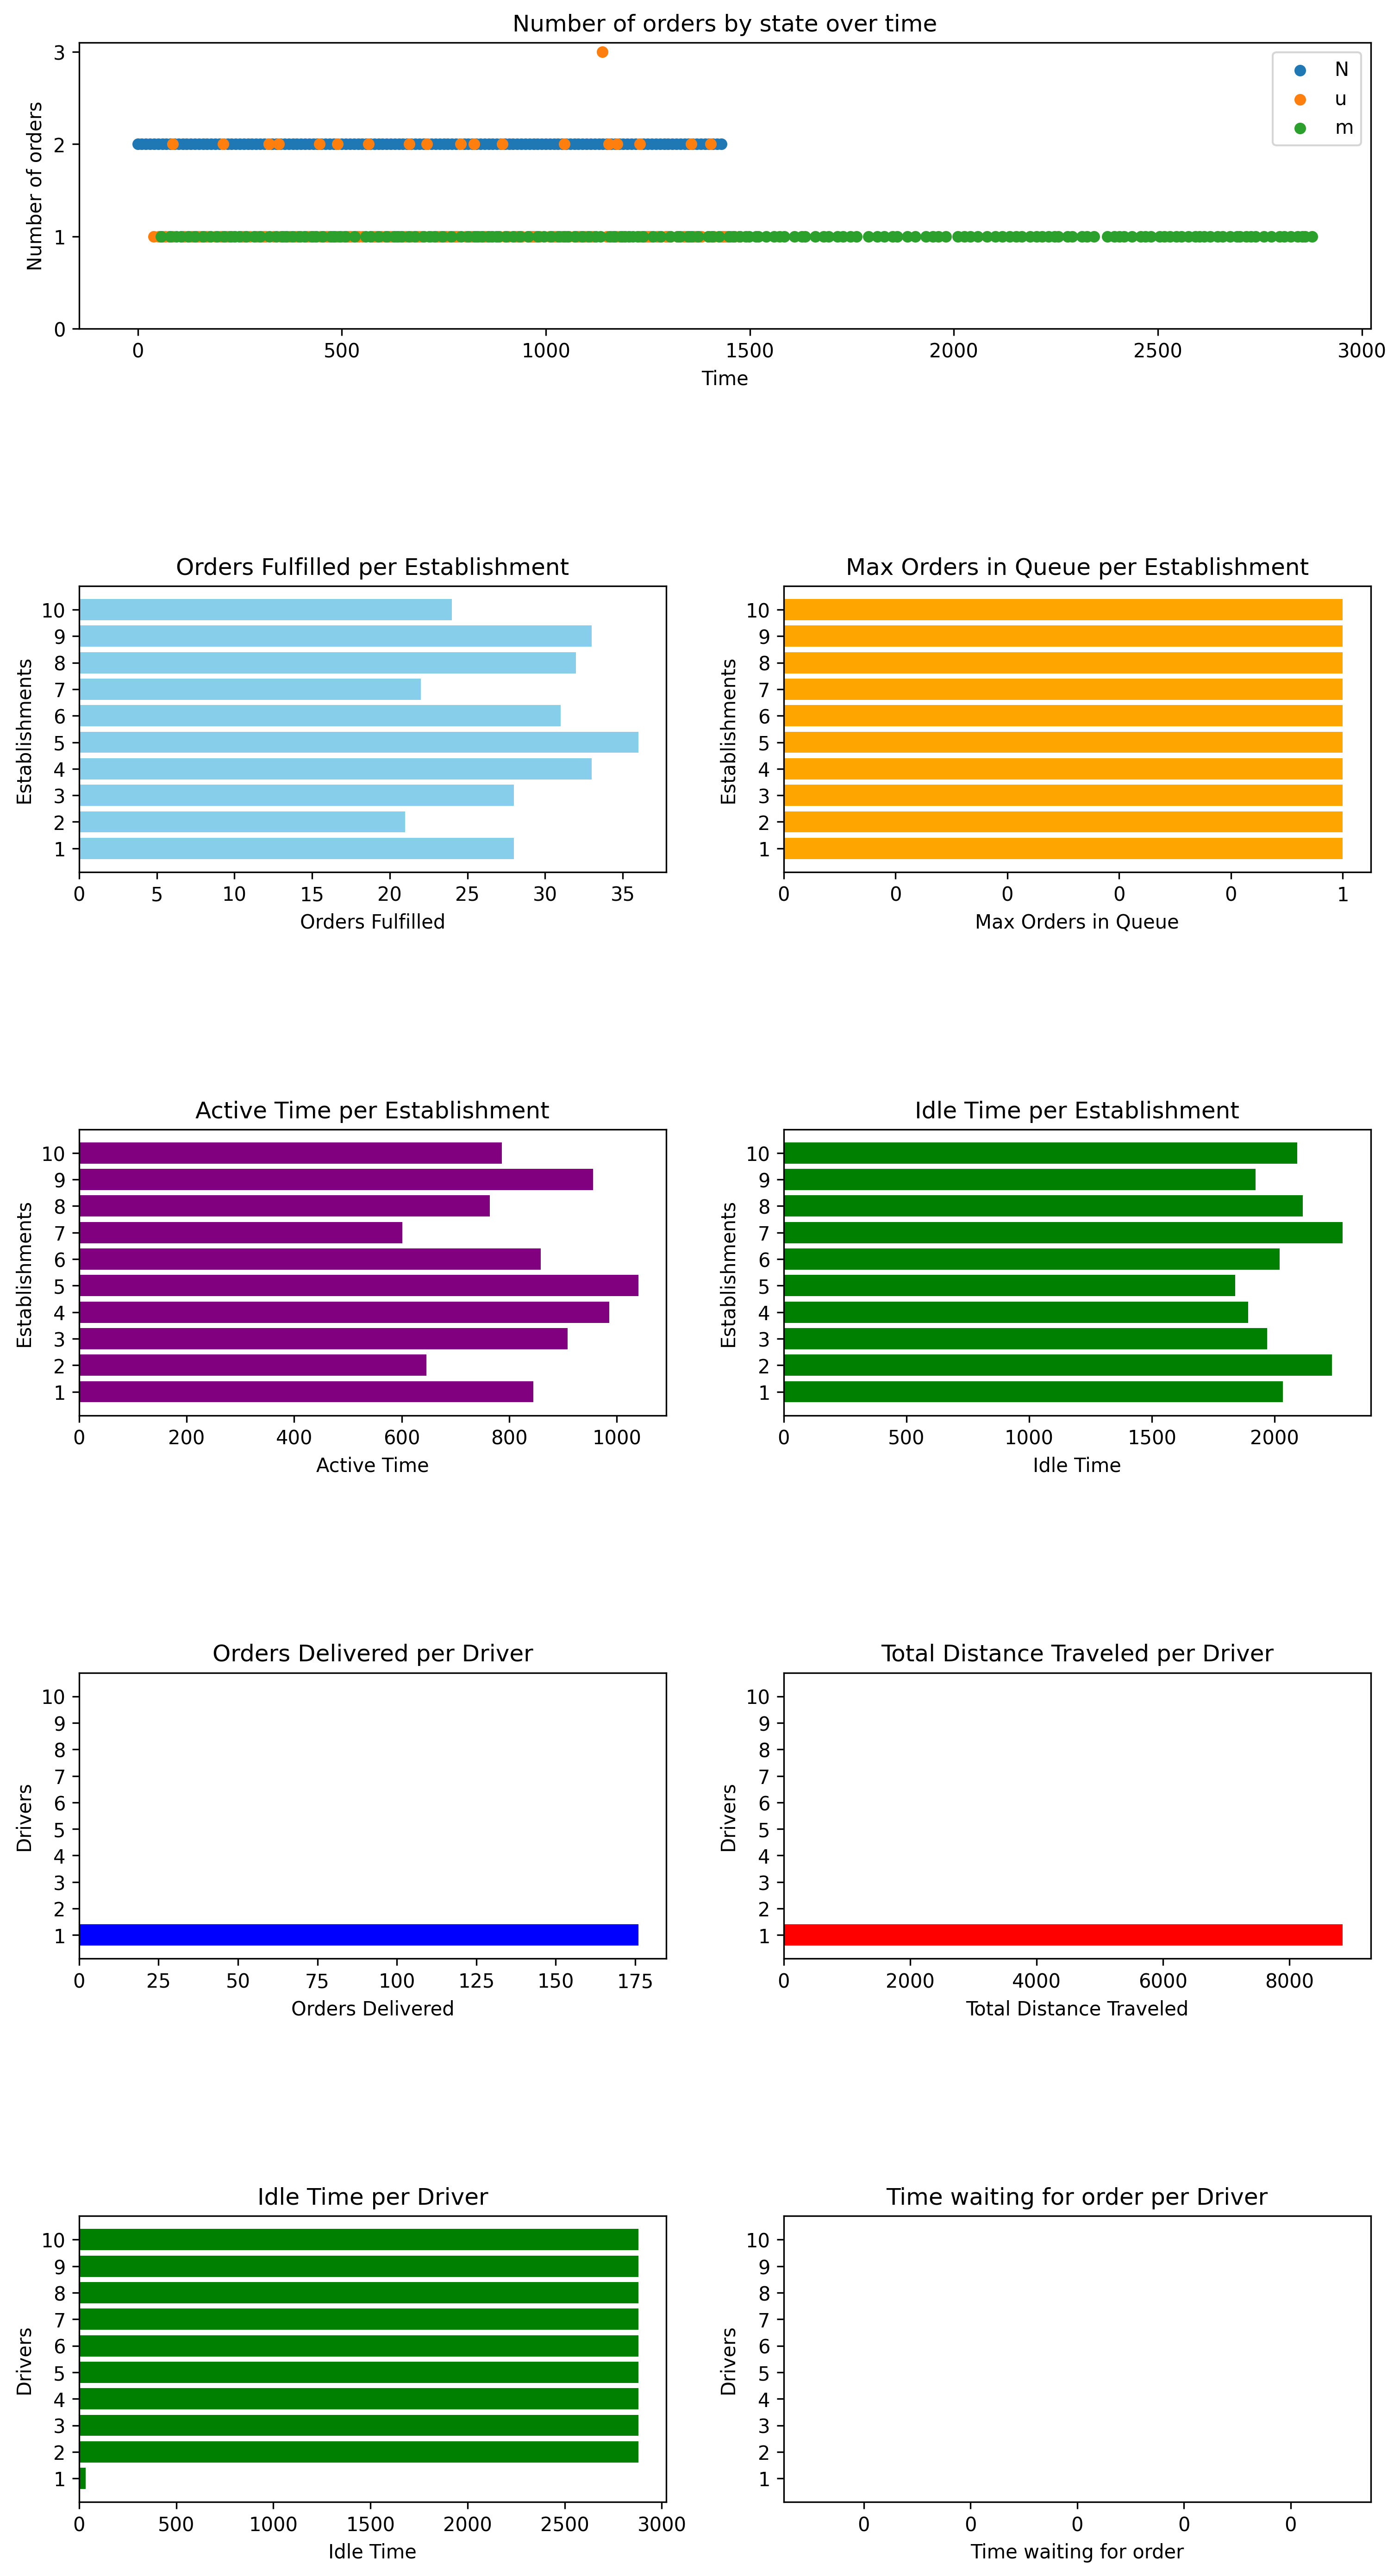 Number of orders by state over time
3
2
1
0
Number of orders
N
u
m
0 500 1000 1500 2000 2500 3000
Time
Orders Fulfilled per Establishment
10
9
8
7
6
5
4
3
2
1
Establishments
0 5 10 15 20 25 30 35
Orders Fulfilled
Max Orders in Queue per Establishment
10
9
8
7
6
5
4
3
2
1
Establishments
0 0 0 0 0 1
Max Orders in Queue
Active Time per Establishment
10
9
8
7
6
5
4
3
2
1
Establishments
0 200 400 600 800 1000
Active Time
Idle Time per Establishment
10
9
8
7
6
5
4
3
2
1
Establishments
0 500 1000 1500 2000
Idle Time
Orders Delivered per Driver
10
9
8
7
6
5
4
3
2
1
Drivers
0 25 50 75 100 125 150 175
Orders Delivered
Total Distance Traveled per Driver
10
9
8
7
6
5
4
3
2
1
Drivers
0 2000 4000 6000 8000
Total Distance Traveled
Idle Time per Driver
10
9
8
7
6
5
4
3
2
1
Drivers
0 500 1000 1500 2000 2500 3000
Idle Time
Time waiting for order per Driver
10
9
8
7
6
5
4
3
2
1
Drivers
0 0 0 0 0
Time waiting for order